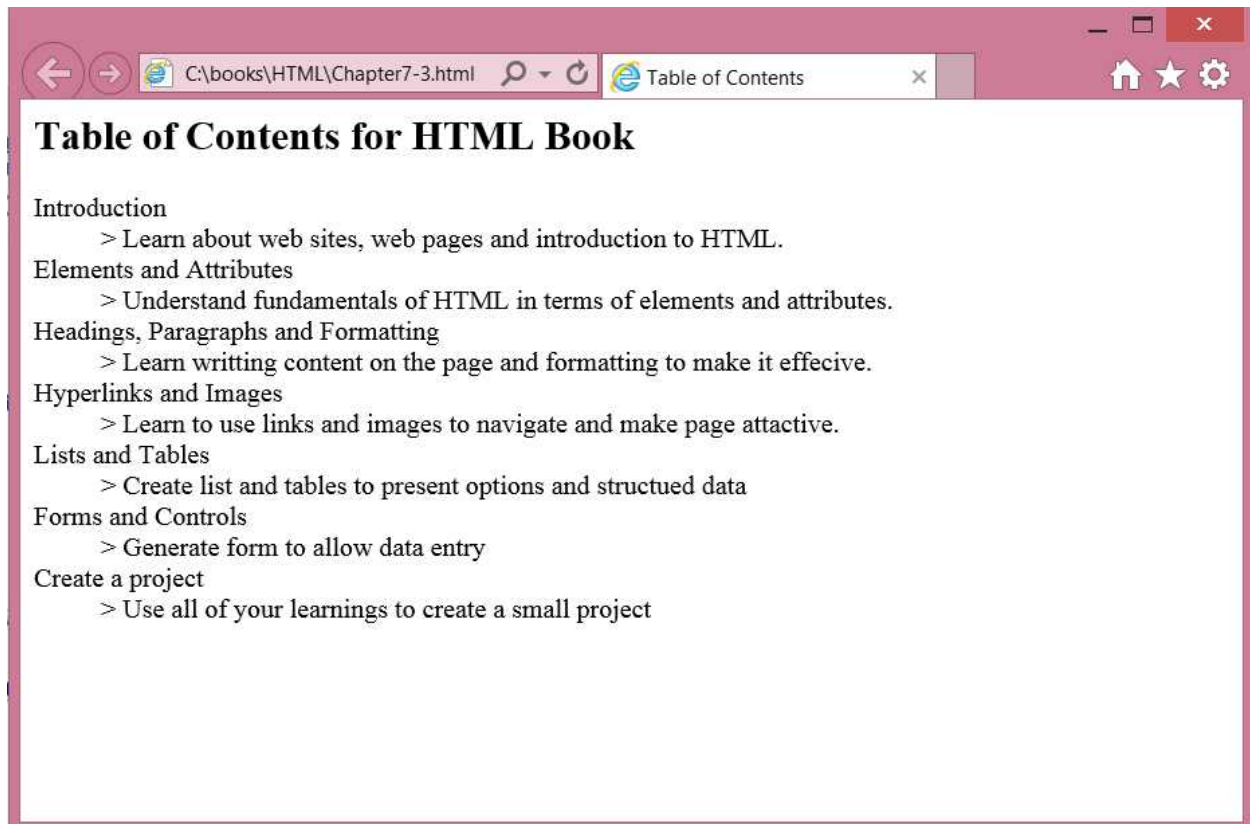 C:\books\HTML\Chapter7-3.html
Table of Contents
Table of Contents for HTML Book
Introduction
> Learn about web sites, web pages and introduction to HTML.
Elements and Attributes
> Understand fundamentals of HTML in terms of elements and attributes.
Headings, Paragraphs and Formatting
> Learn writting content on the page and formatting to make it effecive.
Hyperlinks and Images
> Learn to use links and images to navigate and make page attactive.
Lists and Tables
> Create list and tables to present options and structued data
Forms and Controls
> Generate form to allow data entry
Create a project
> Use all of your learnings to create a small project